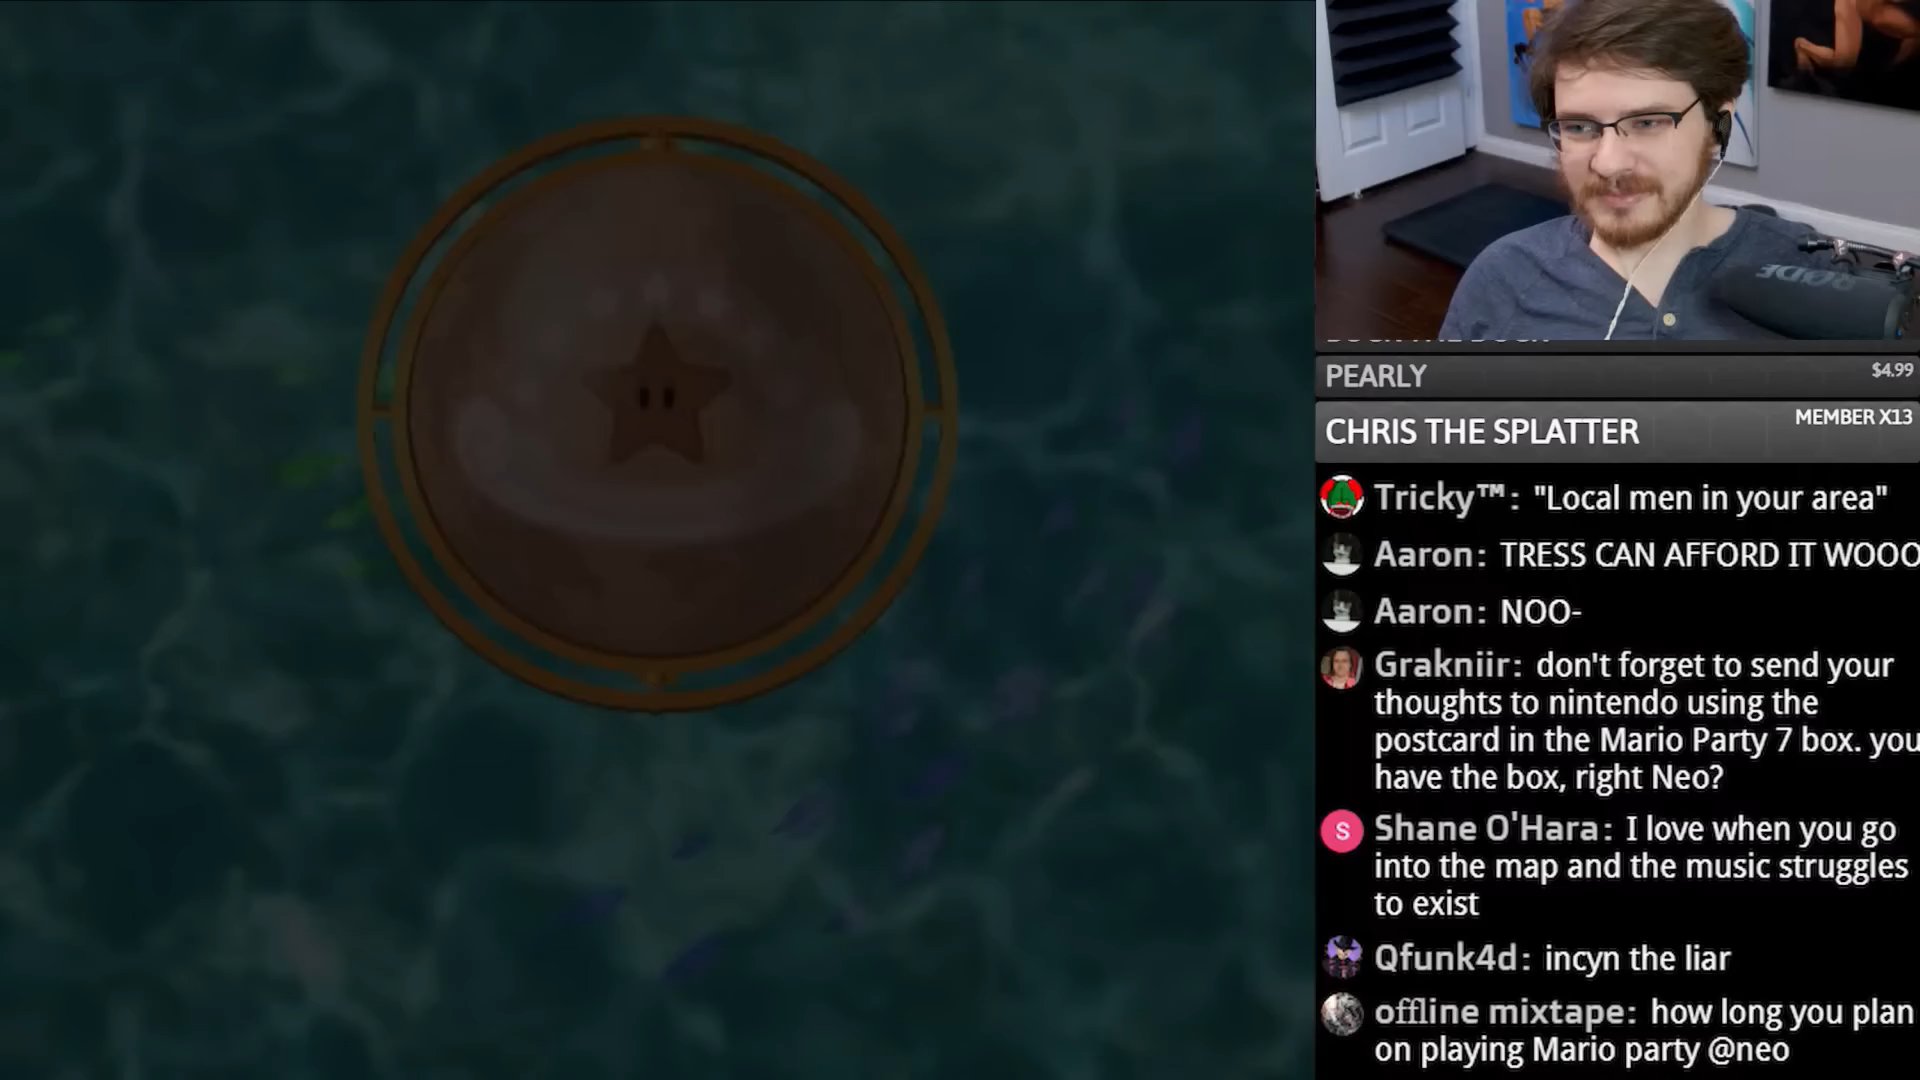 RØDE
PEARLY
$4.99
CHRIS THE SPLATTER
MEMBER X13
Tricky™: "Local men in your area"
Aaron: TRESS CAN AFFORD IT WOOO
Aaron: NOO-
Grakniir: don't forget to send your
thoughts to nintendo using the
postcard in the Mario Party 7 box. you
have the box, right Neo?
S
Shane O'Hara: I love when you go
into the map and the music struggles
to exist
Qfunk4d: incyn the liar
offline mixtape: how long you plan
on playing Mario party @neo